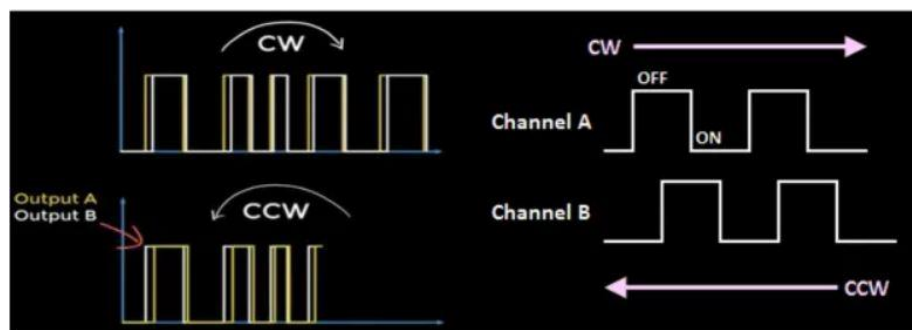 CW
Output A
Output B
CCW
CW
OFF
Channel A
ON
Channel B
CCW